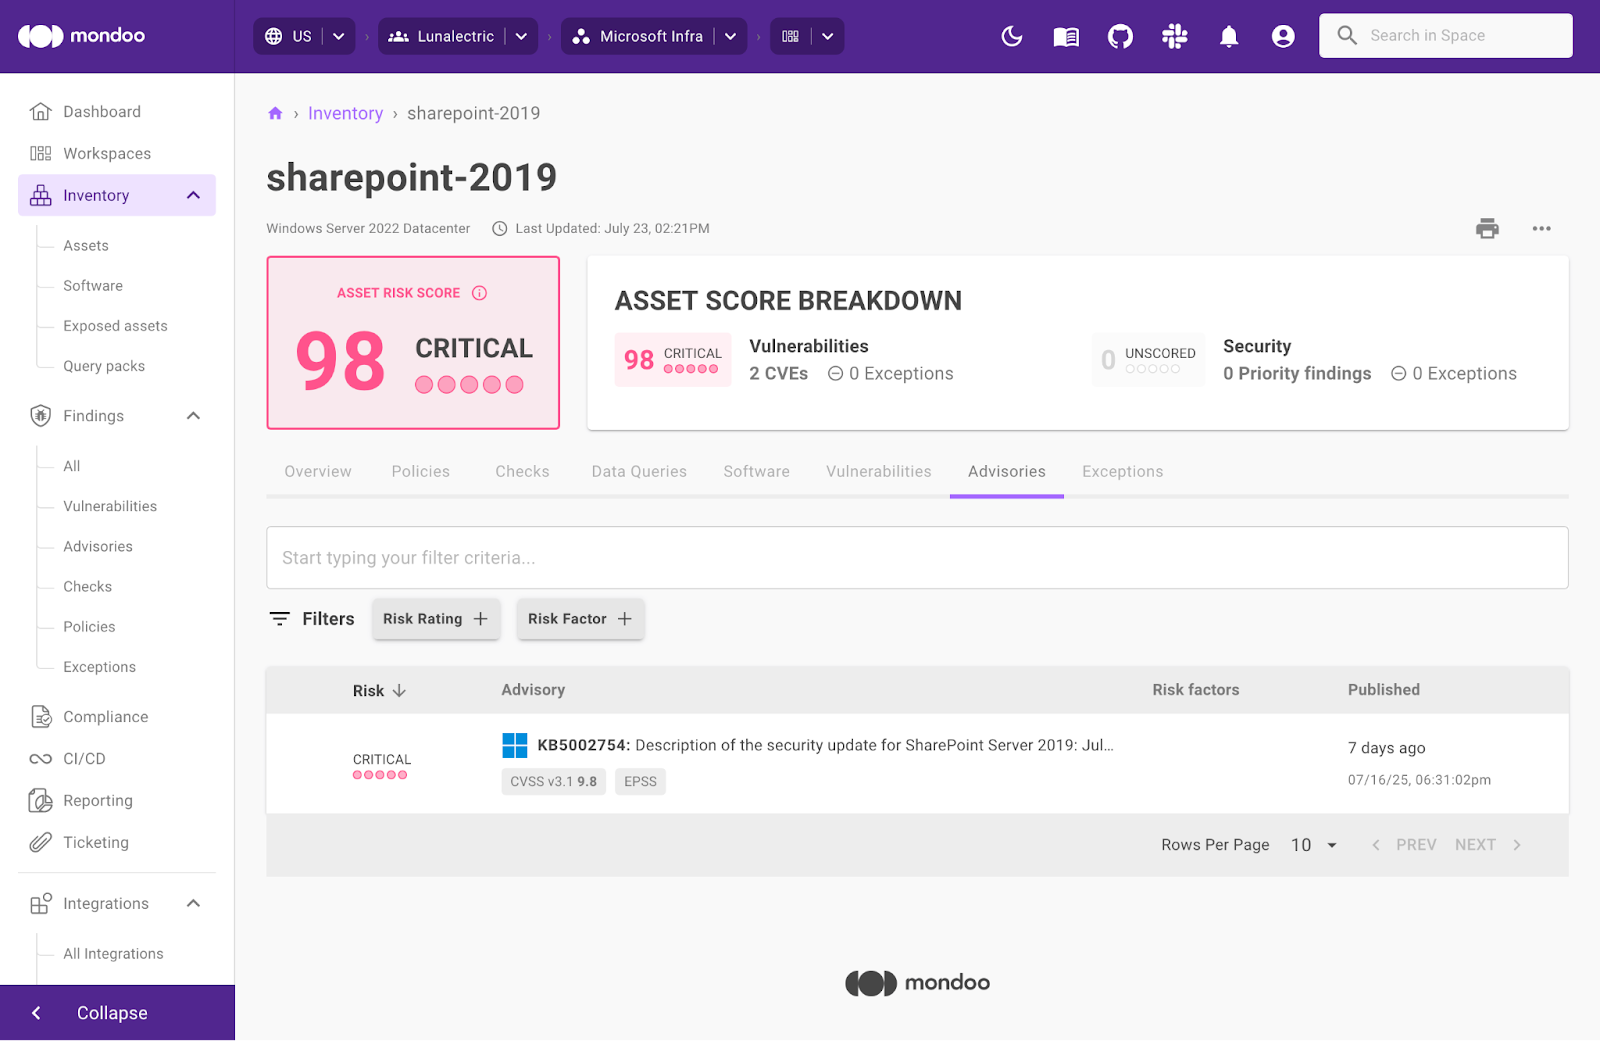 mondoo
US
Lunalectric
Microsoft Infra
Search in Space
Dashboard
Workspaces
Inventory
Assets
Software
Exposed assets
Query packs
Findings
All
Vulnerabilities
Advisories
Checks
Policies
Exceptions
Compliance
CI/CD
Reporting
Ticketing
Integrations
All Integrations
Collapse
› Inventory › sharepoint-2019
sharepoint-2019
Windows Server 2022 Datacenter Last Updated: July 23, 02:21PM
ASSET RISK SCORE
98 CRITICAL
ASSET SCORE BREAKDOWN
98 CRITICAL
Vulnerabilities
2 CVEs 0 Exceptions
0 UNSCORED
Security
0 Priority findings 0 Exceptions
Overview Policies Checks Data Queries Software Vulnerabilities Advisories Exceptions
Start typing your filter criteria...
Filters Risk Rating + Risk Factor +
Risk Advisory Risk factors Published
CRITICAL
KB5002754: Description of the security update for SharePoint Server 2019: Jul...
CVSS v3.1 9.8 EPSS
7 days ago
07/16/25, 06:31:02pm
Rows Per Page 10 PREV NEXT
mondoo